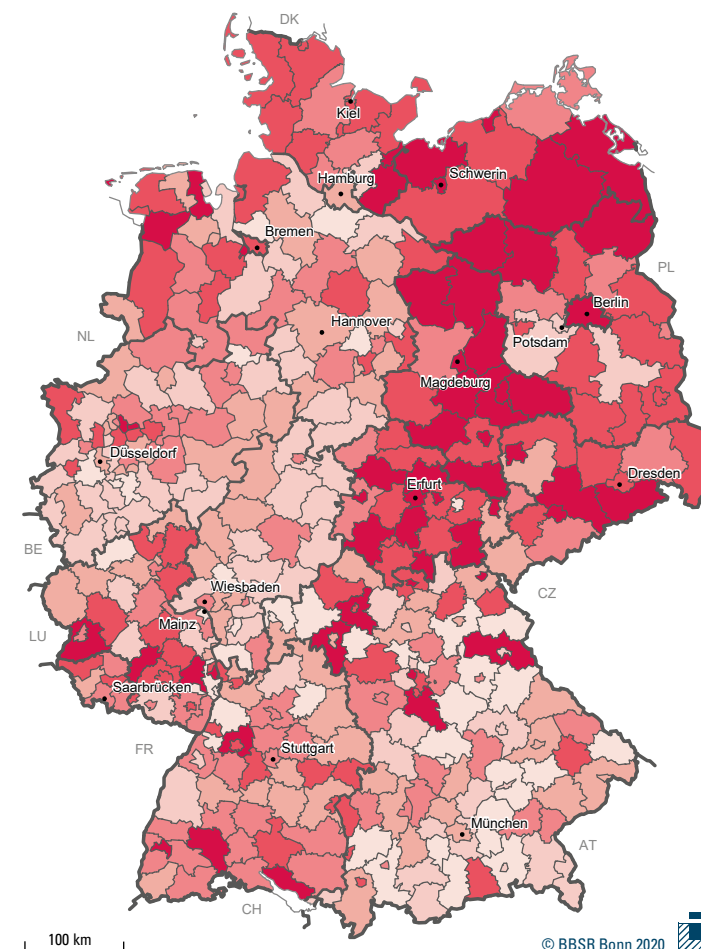 DK
Kiel
Hamburg
Schwerin
Bremen
PL
Berlin
NL
Hannover
Potsdam
Magdeburg
Düsseldorf
Erfurt
Dresden
BE
Wiesbaden
CZ
Mainz
LU
Saarbrücken
FR
Stuttgart
München
AT
CH
100 km
© BBSR Bonn 2020